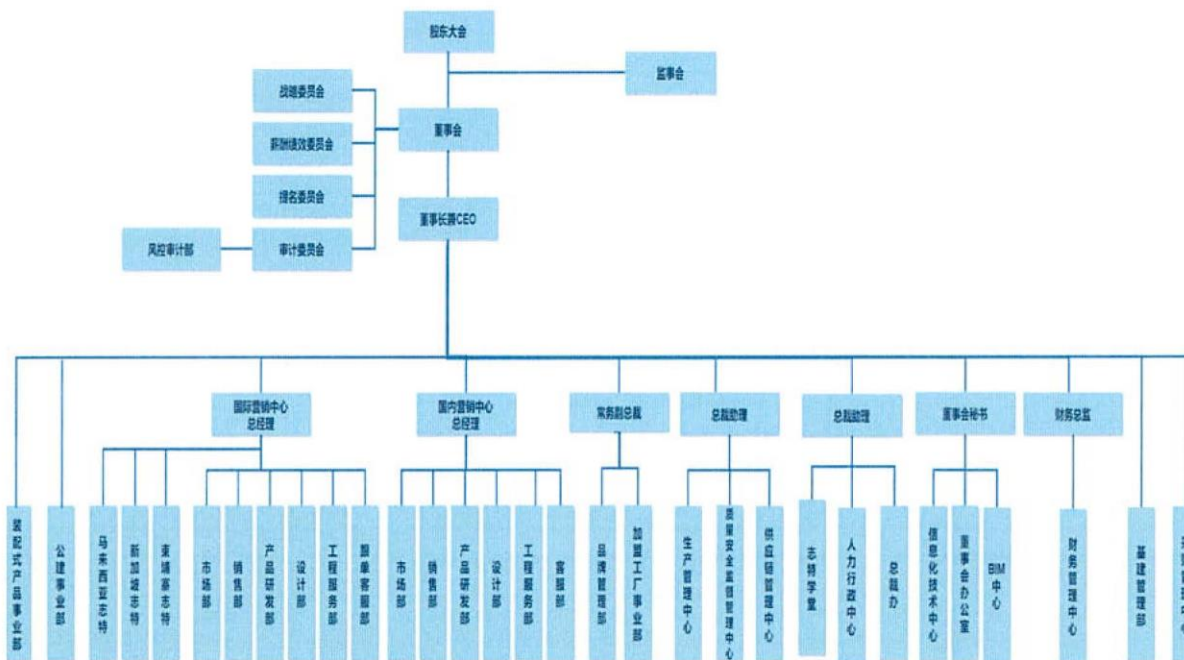 股东大会
监事会
战略委员会
董事会
薪酬绩效委员会
提名委员会
董事长兼CEO
风控审计部
审计委员会
国际营销中心
总经理
国内营销中心
总经理
常务副总裁
总裁助理
总裁助理
董事会秘书
财务总监
装配式产品事业部
公建事业部
马来西亚志特
新加坡志特
柬埔寨志特
市场部
销售部
产品研发部
设计部
工程服务部
跟单客服部
市场部
销售部
产品研发部
设计部
工程服务部
客服部
品牌管理部
加盟工厂事业部
生产管理中心
质量安全监督管理中心
供应链管理中心
志特学堂
人力行政中心
总裁办
信息化技术中心
董事会办公室
BIM中心
财务管理中心
基建管理部